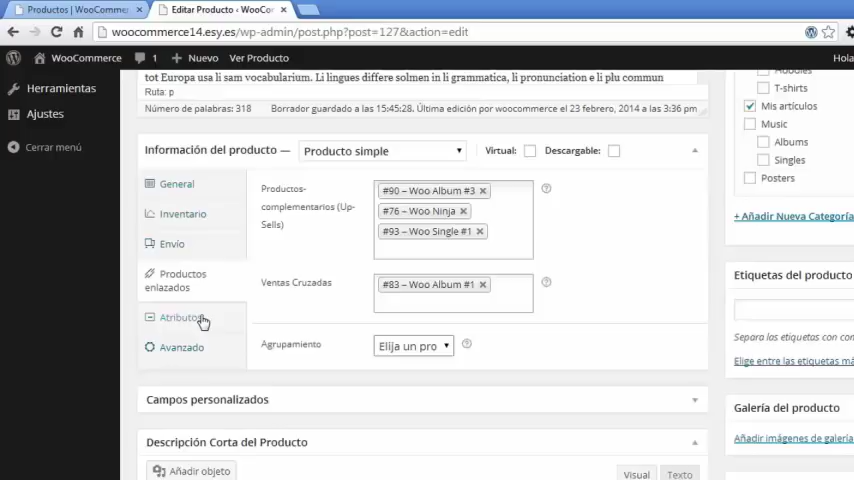 Productos | WooCommerc ×
Editar Producto ‹ WooCo ×
woocommerce14.esy.es/wp-admin/post.php?post=127&action=edit
WooCommerce 1 Nuevo Ver Producto Hola
Herramientas
Ajustes
Cerrar menú
tot Europa usa li sam vocabularium. Li lingues differe solmen in li grammatica, li pronunciation e li plu commun
Ruta: p
Número de palabras: 318 Borrador guardado a las 15:45:28. Última edición por woocommerce el 23 febrero, 2014 a las 3:36 pm
Información del producto — Producto simple Virtual: Descargable:
General
Inventario
Envío
Productos
enlazados
Atributos
Avanzado
Productos-
complementarios (Up-
Sells)
#90 – Woo Album #3 ×
#76 – Woo Ninja ×
#93 – Woo Single #1 ×
Ventas Cruzadas
#83 – Woo Album #1 ×
Agrupamiento Elija un pro
Campos personalizados
Descripción Corta del Producto
Añadir objeto
Visual Texto
Hoodies
T-shirts
Mis artículos
Music
Albums
Singles
Posters
+ Añadir Nueva Categoría
Etiquetas del producto
Separa las etiquetas con con
Elige entre las etiquetas má
Galería del producto
Añadir imágenes de galería